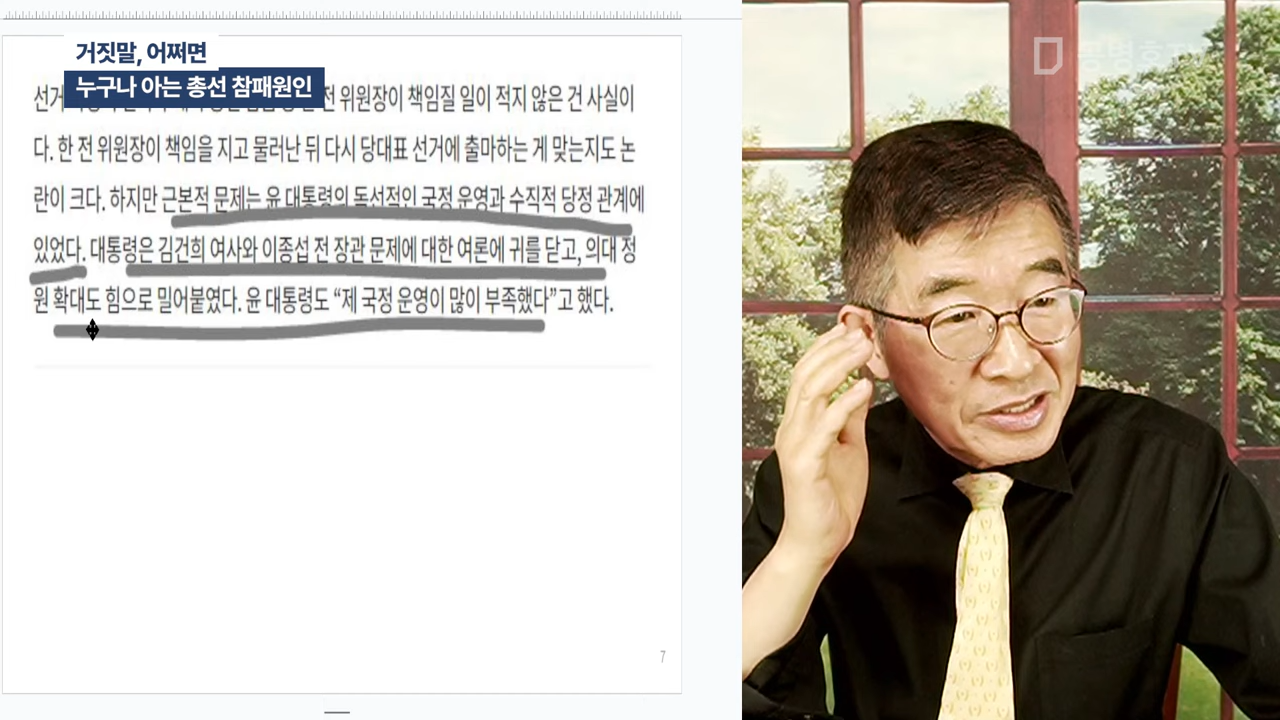 거짓말, 어쩌면
누구나 아는 총선 참패원인
선거 전 위원장이 책임질 일이 적지 않은 건 사실이
다. 한 전 위원장이 책임을 지고 물러난 뒤 다시 당대표 선거에 출마하는 게 맞는지도 논
란이 크다. 하지만 근본적 문제는 윤 대통령의 독선적인 국정 운영과 수직적 당정 관계에
있었다. 대통령은 김건희 여사와 이종섭 전 장관 문제에 대한 여론에 귀를 닫고, 의대 정
원 확대도 힘으로 밀어붙였다. 윤 대통령도 “제 국정 운영이 많이 부족했다”고 했다.
7
공병호